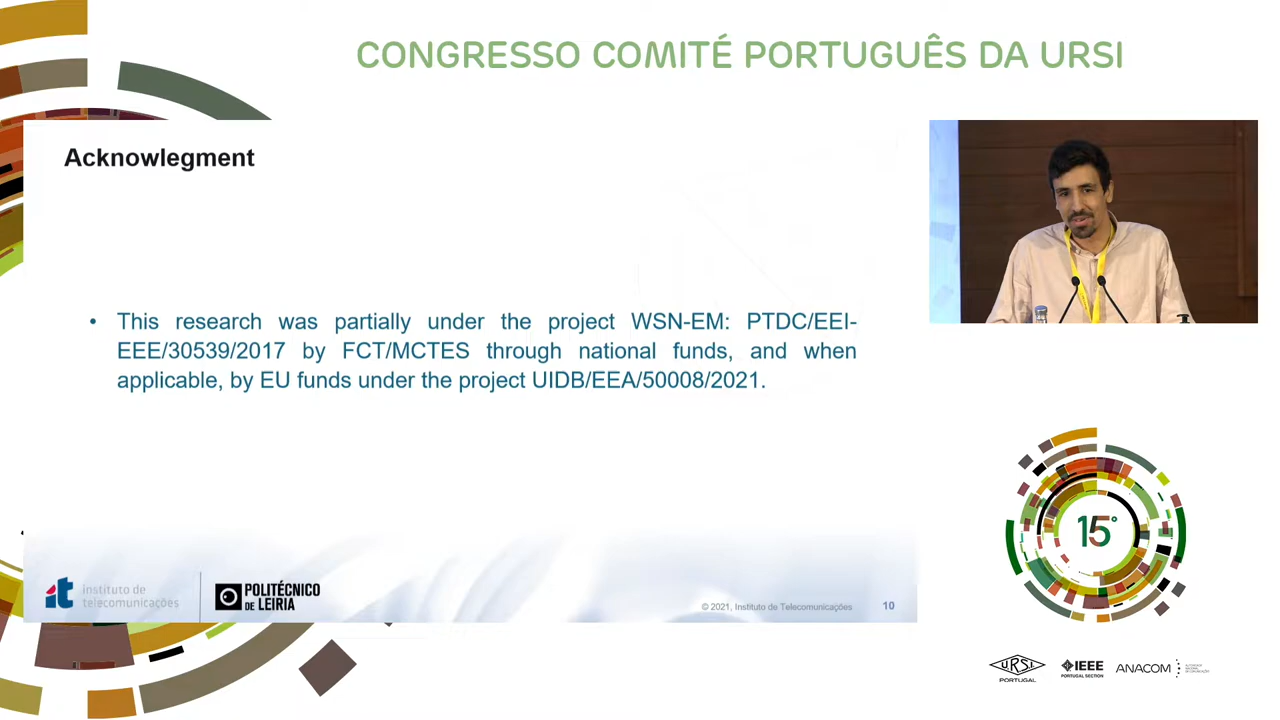 CONGRESSO COMITÉ PORTUGUÊS DA URSI
Acknowlegment
• This research was partially under the project WSN-EM: PTDC/EEI-
EEE/30539/2017 by FCT/MCTES through national funds, and when
applicable, by EU funds under the project UIDB/EEA/50008/2021.
15°
it instituto de
telecomunicações
POLITÉCNICO
DE LEIRIA
© 2021, Instituto de Telecomunicações
10
URSI
PORTUGAL
IEEE
PORTUGAL SECTION
ANACOM